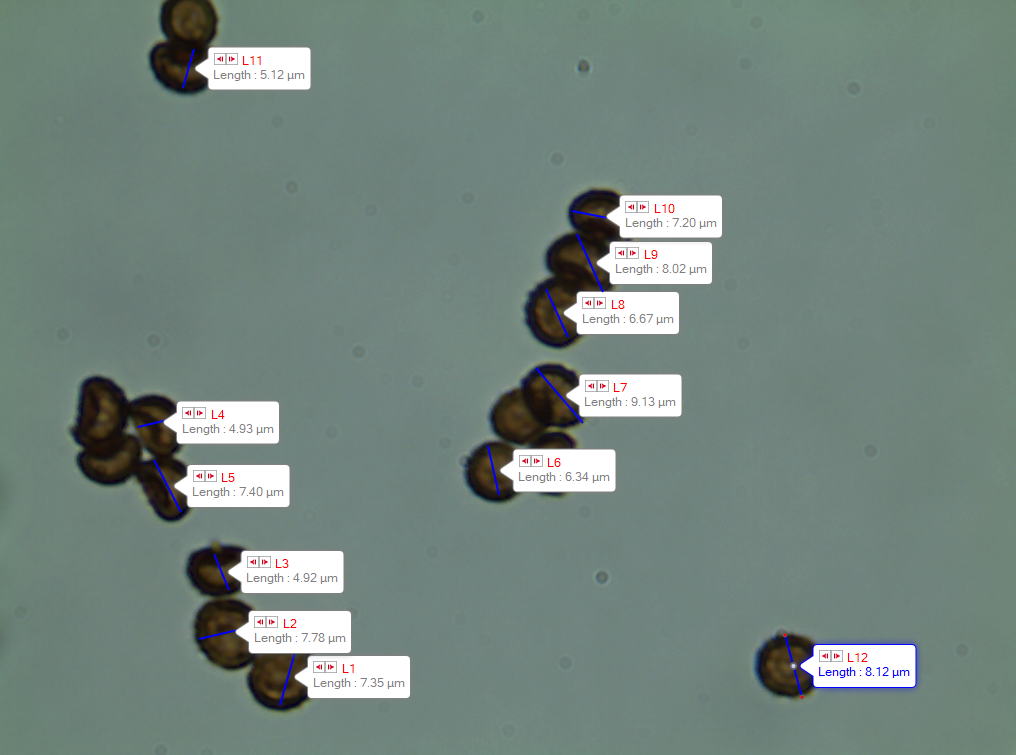 L11
Length : 5.12 µm
L10
Length : 7.20 µm
L9
Length : 8.02 µm
L8
Length : 6.67 µm
L7
Length : 9.13 µm
L4
Length : 4.93 µm
L6
Length : 6.34 µm
L5
Length : 7.40 µm
L3
Length : 4.92 µm
L2
Length : 7.78 µm
L1
Length : 7.35 µm
L12
Length : 8.12 µm